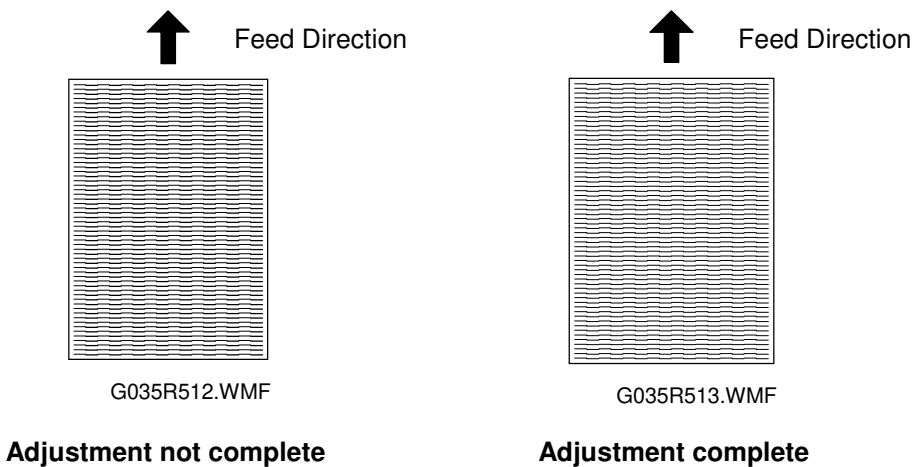 Feed Direction
Feed Direction
G035R512.WMF
G035R513.WMF
Adjustment not complete
Adjustment complete